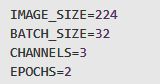 IMAGE_SIZE=224
BATCH_SIZE=32
CHANNELS=3
EPOCHS=2